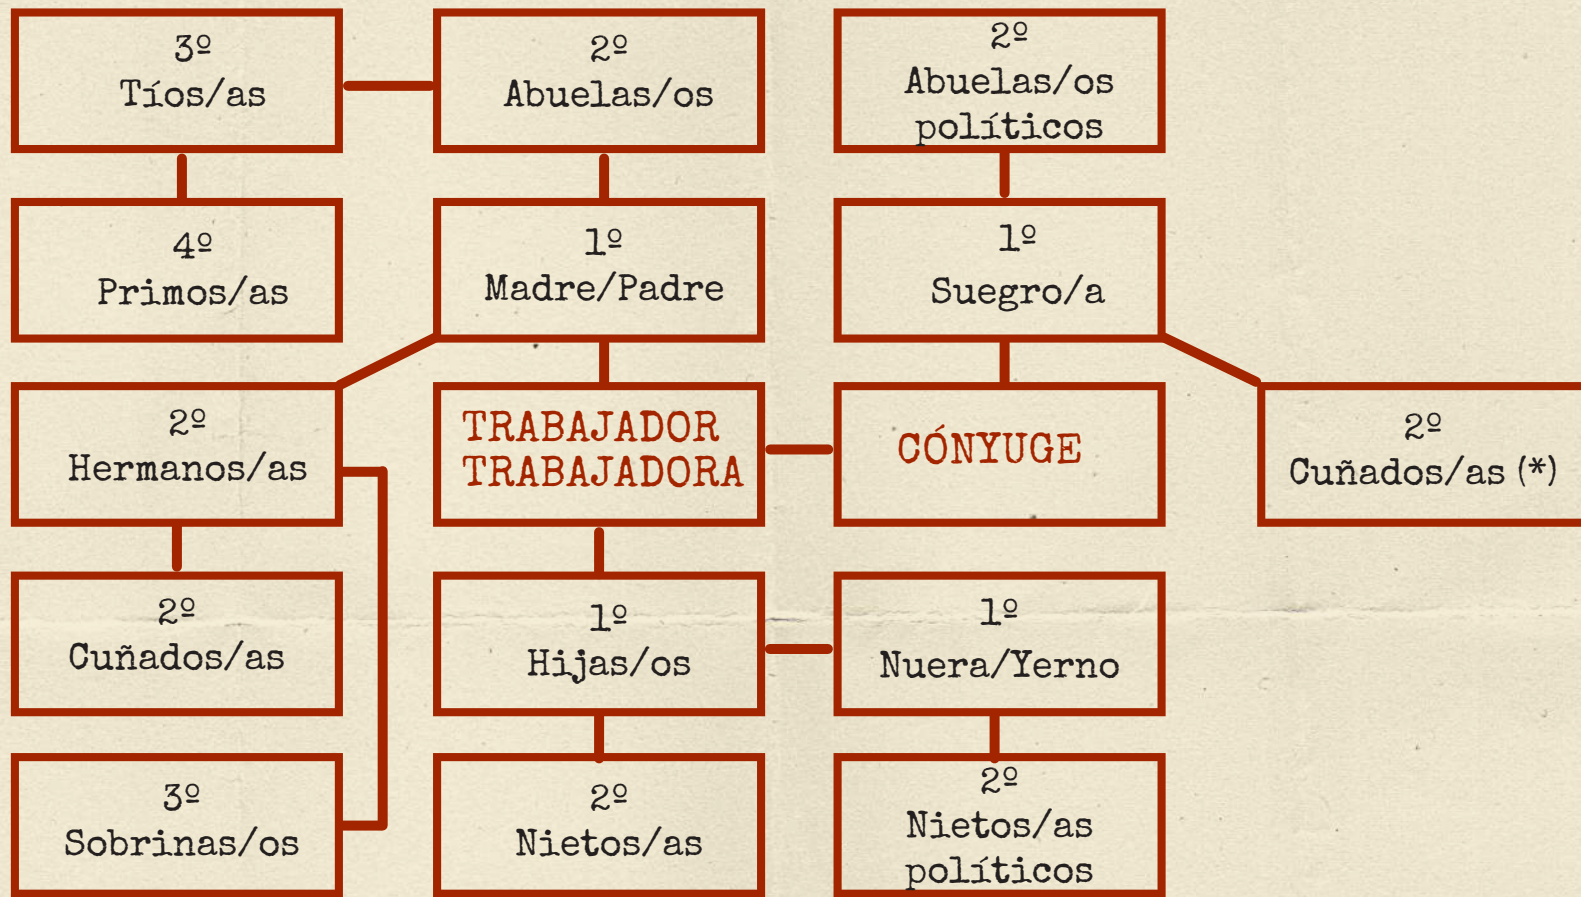 3º
Tíos/as
2º
Abuelas/os
2º
Abuelas/os
políticos
4º
Primos/as
1º
Madre/Padre
1º
Suegro/a
2º
Hermanos/as
TRABAJADOR
TRABAJADORA
CÓNYUGE
2º
Cuñados/as (*)
2º
Cuñados/as
1º
Hijas/os
1º
Nuera/Yerno
3º
Sobrinas/os
2º
Nietos/as
2º
Nietos/as
políticos